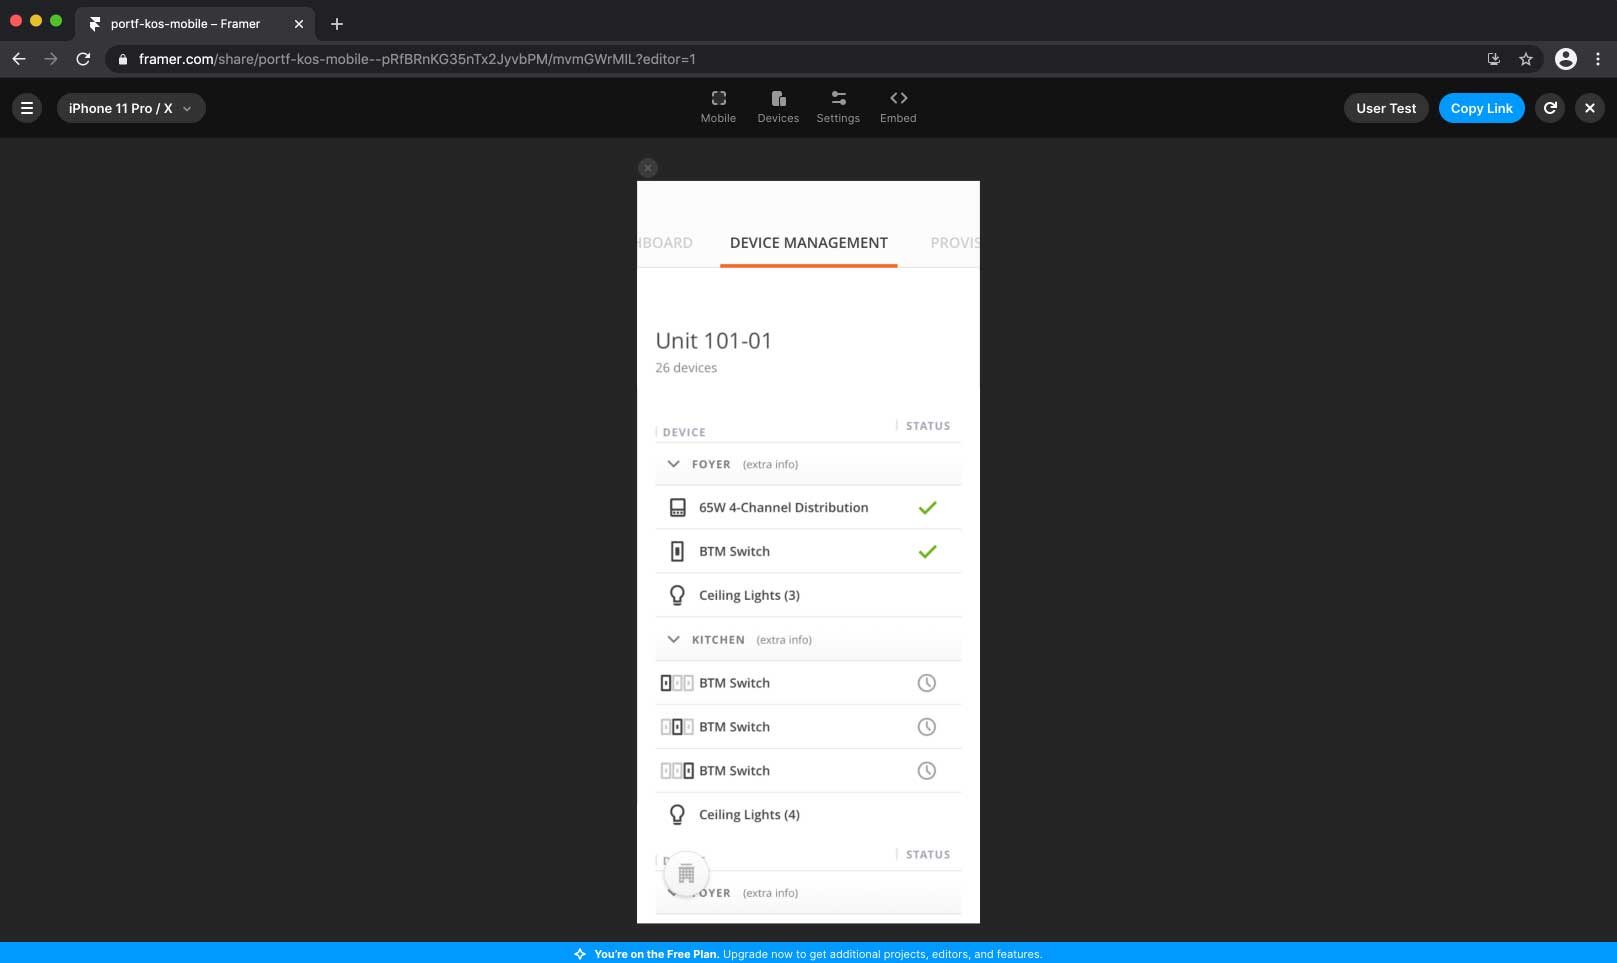 portf-kos-mobile – Framer
framer.com/share/portf-kos-mobile--pRfBRnKG35nTx2JyvbPM/mvmGWrMIL?editor=1
iPhone 11 Pro / X
Mobile
Devices
Settings
Embed
User Test
Copy Link
HBOARD
DEVICE MANAGEMENT
PROVIS
Unit 101-01
26 devices
DEVICE
STATUS
FOYER (extra info)
65W 4-Channel Distribution
BTM Switch
Ceiling Lights (3)
KITCHEN (extra info)
BTM Switch
BTM Switch
BTM Switch
Ceiling Lights (4)
STATUS
OYER (extra info)
You're on the Free Plan. Upgrade now to get additional projects, editors, and features.